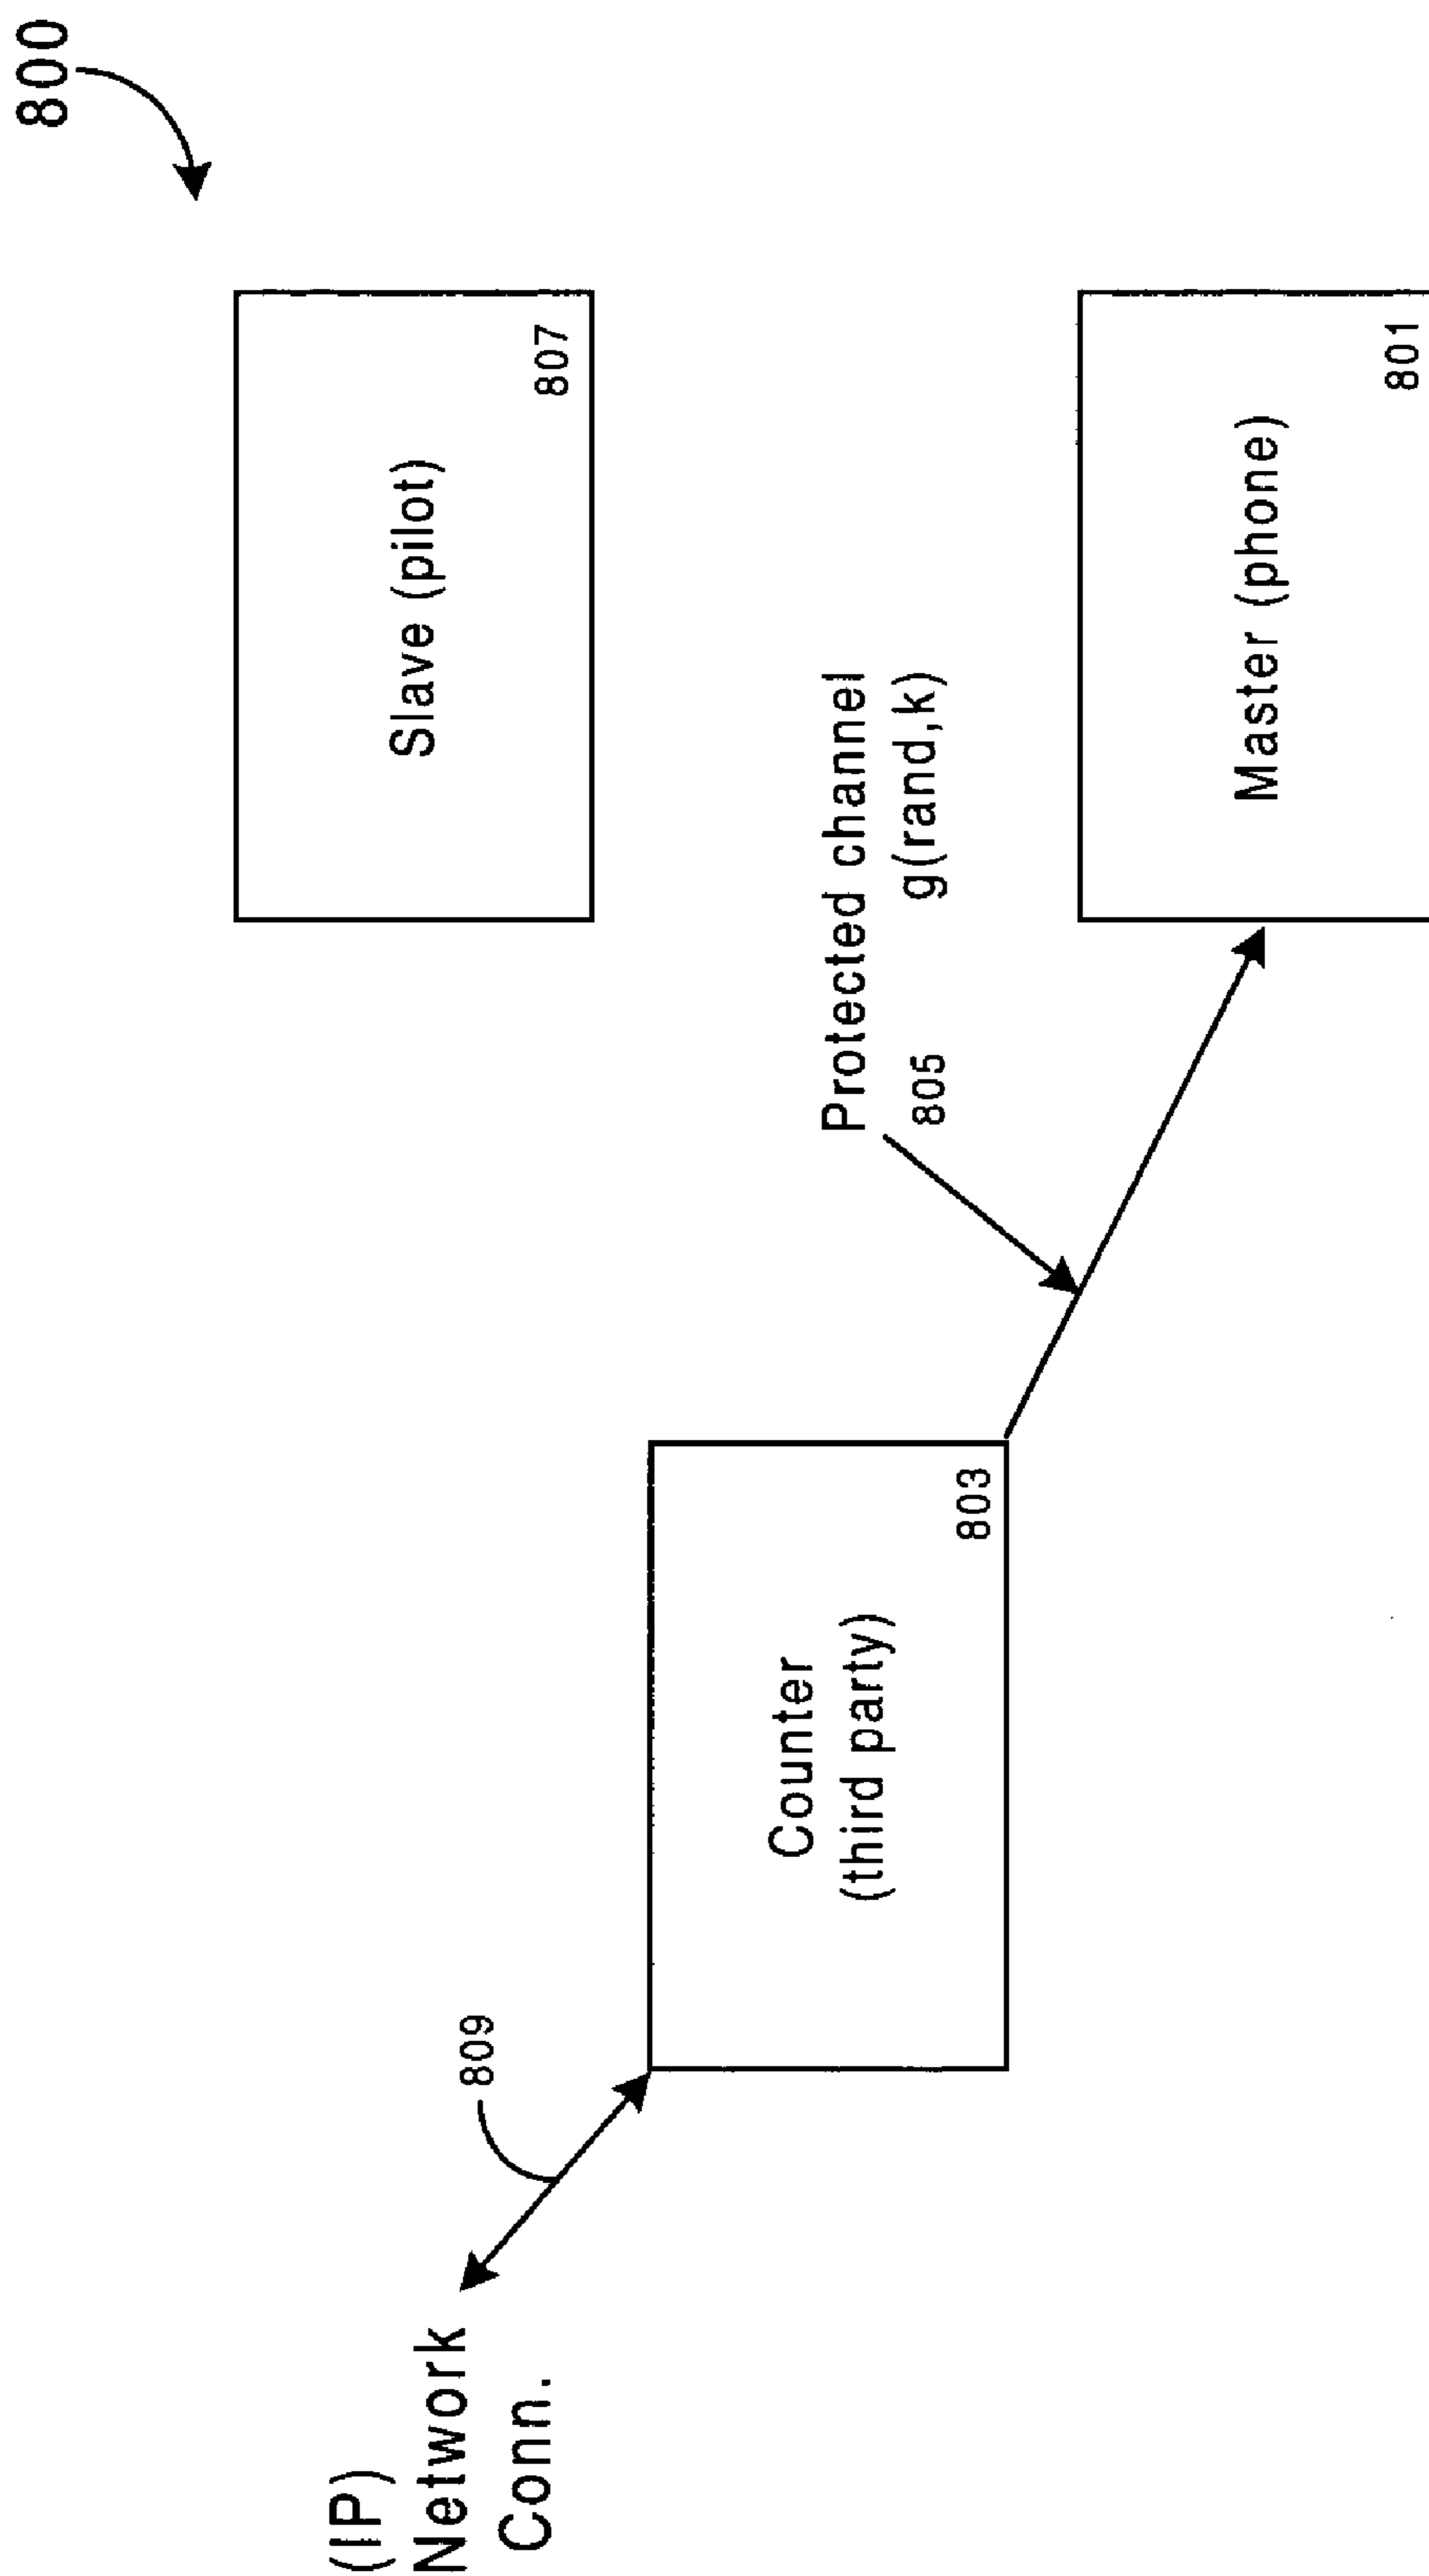 800
Slave (pilot)
807
(IP)
Network
Conn.
809
Counter
(third party)
803
Protected channel
805 g(rand,k)
Master (phone)
801